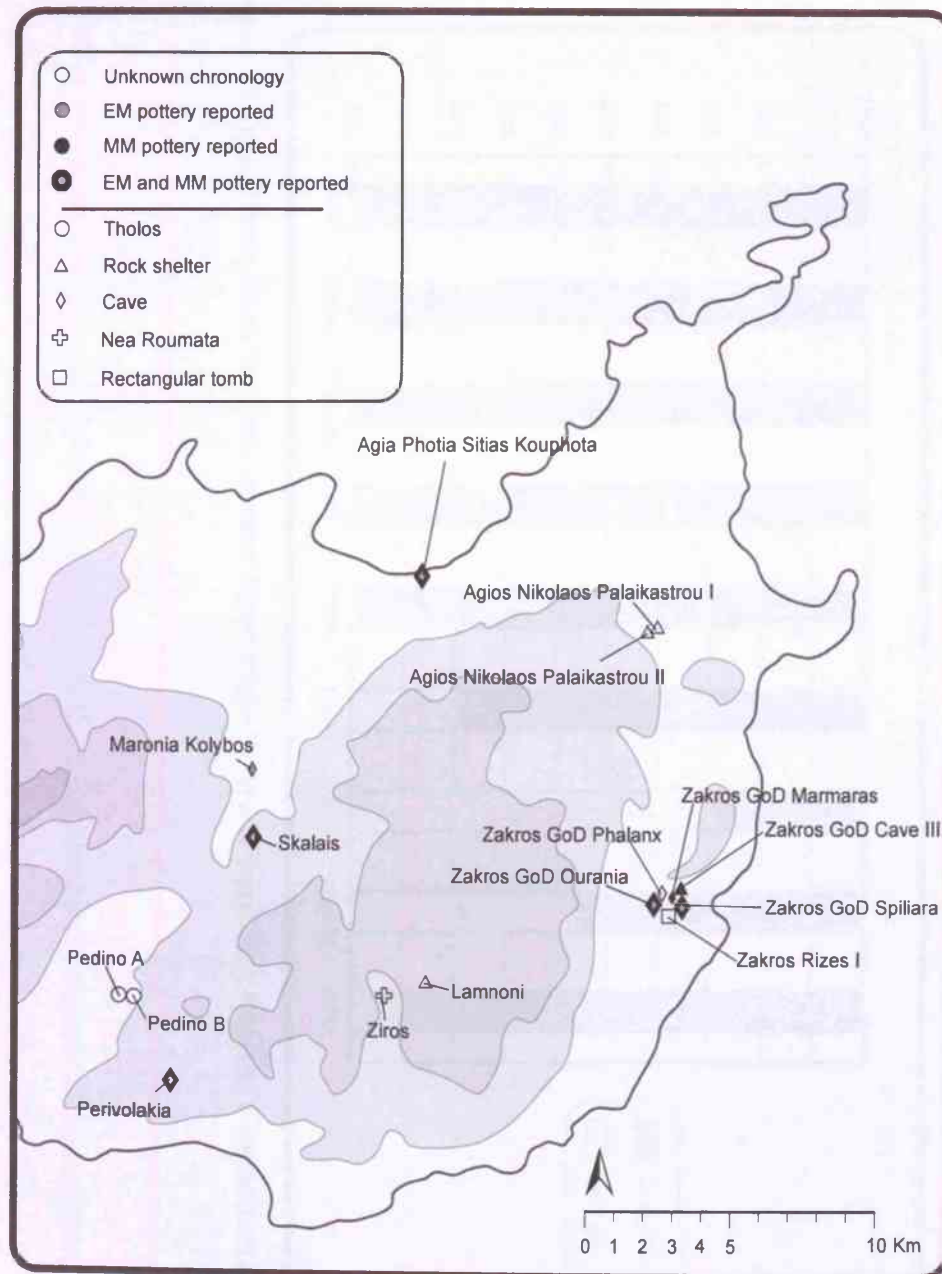 Unknown chronology
EM pottery reported
MM pottery reported
EM and MM pottery reported
Tholos
Rock shelter
Cave
Nea Roumata
Rectangular tomb
Agia Photia Sitias Kouphota
Agios Nikolaos Palaikastrou I
Agios Nikolaos Palaikastrou II
Maronia Kolybos
Skalais
Zakros GoD Marmaras
Zakros GoD Phalanx
Zakros GoD Cave III
Zakros GoD Ourania
Zakros GoD Spiliara
Zakros Rizes I
Pedino A
Pedino B
Lamnoni
Ziros
Perivolakia
0 1 2 3 4 5 10 Km